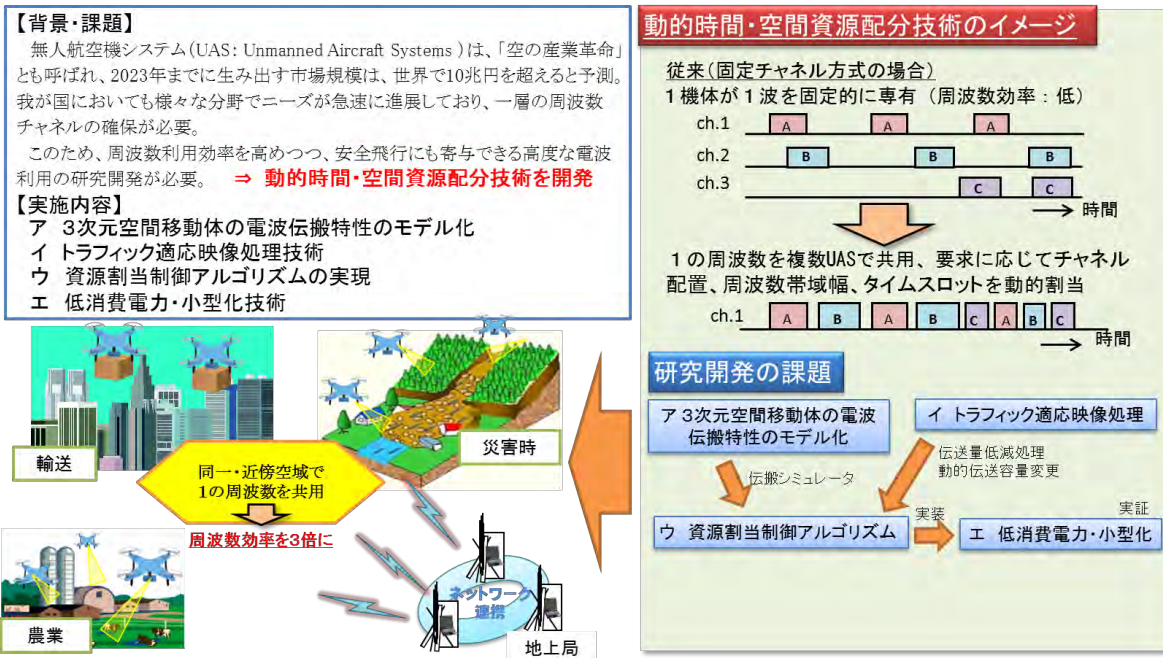 【背景・課題】
無人航空機システム(UAS: Unmanned Aircraft Systems )は、「空の産業革命」
とも呼ばれ、2023年までに生み出す市場規模は、世界で10兆円を超えると予測。
我が国においても様々な分野でニーズが急速に進展しており、一層の周波数
チャネルの確保が必要。
このため、周波数利用効率を高めつつ、安全飛行にも寄与できる高度な電波
利用の研究開発が必要。 ⇒ 動的時間・空間資源配分技術を開発
【実施内容】
ア 3次元空間移動体の電波伝搬特性のモデル化
イ トラフィック適応映像処理技術
ウ 資源割当制御アルゴリズムの実現
エ 低消費電力・小型化技術
輸送
災害時
同一・近傍空域で
1の周波数を共用
周波数効率を3倍に
農業
ネットワーク
連携
地上局
動的時間・空間資源配分技術のイメージ
従来(固定チャネル方式の場合)
1機体が1波を固定的に専有 (周波数効率：低)
ch.1 A A A
ch.2 B B B
ch.3 C C
時間
1の周波数を複数UASで共用、要求に応じてチャネル
配置、周波数帯域幅、タイムスロットを動的割当
ch.1 A B A B C A B C
時間
研究開発の課題
ア 3次元空間移動体の電波
伝搬特性のモデル化
イ トラフィック適応映像処理
伝搬シミュレータ
伝送量低減処理
動的伝送容量変更
ウ 資源割当制御アルゴリズム
実装
実証
エ 低消費電力・小型化